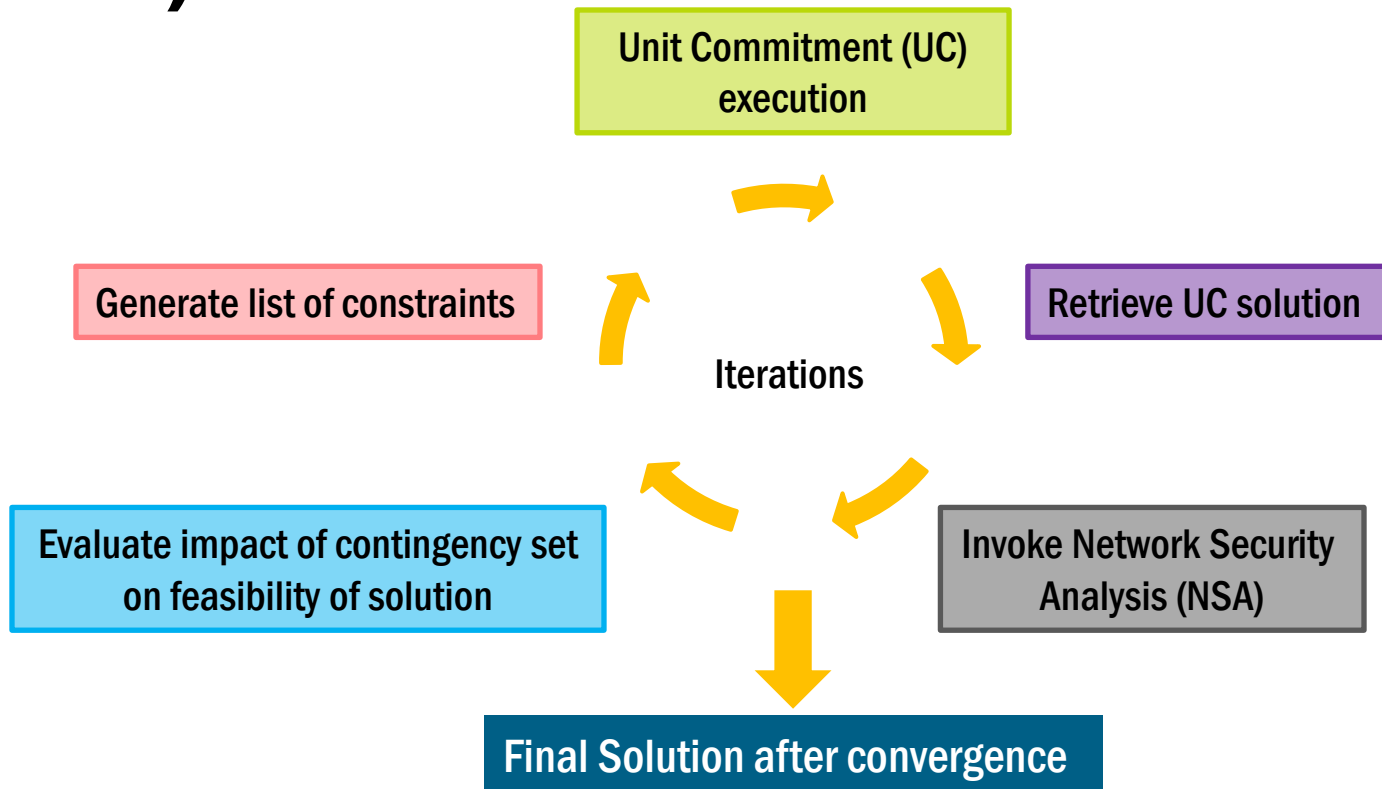 Unit Commitment (UC)
execution
Generate list of constraints
Retrieve UC solution
Iterations
Evaluate impact of contingency set
on feasibility of solution
Invoke Network Security
Analysis (NSA)
Final Solution after convergence